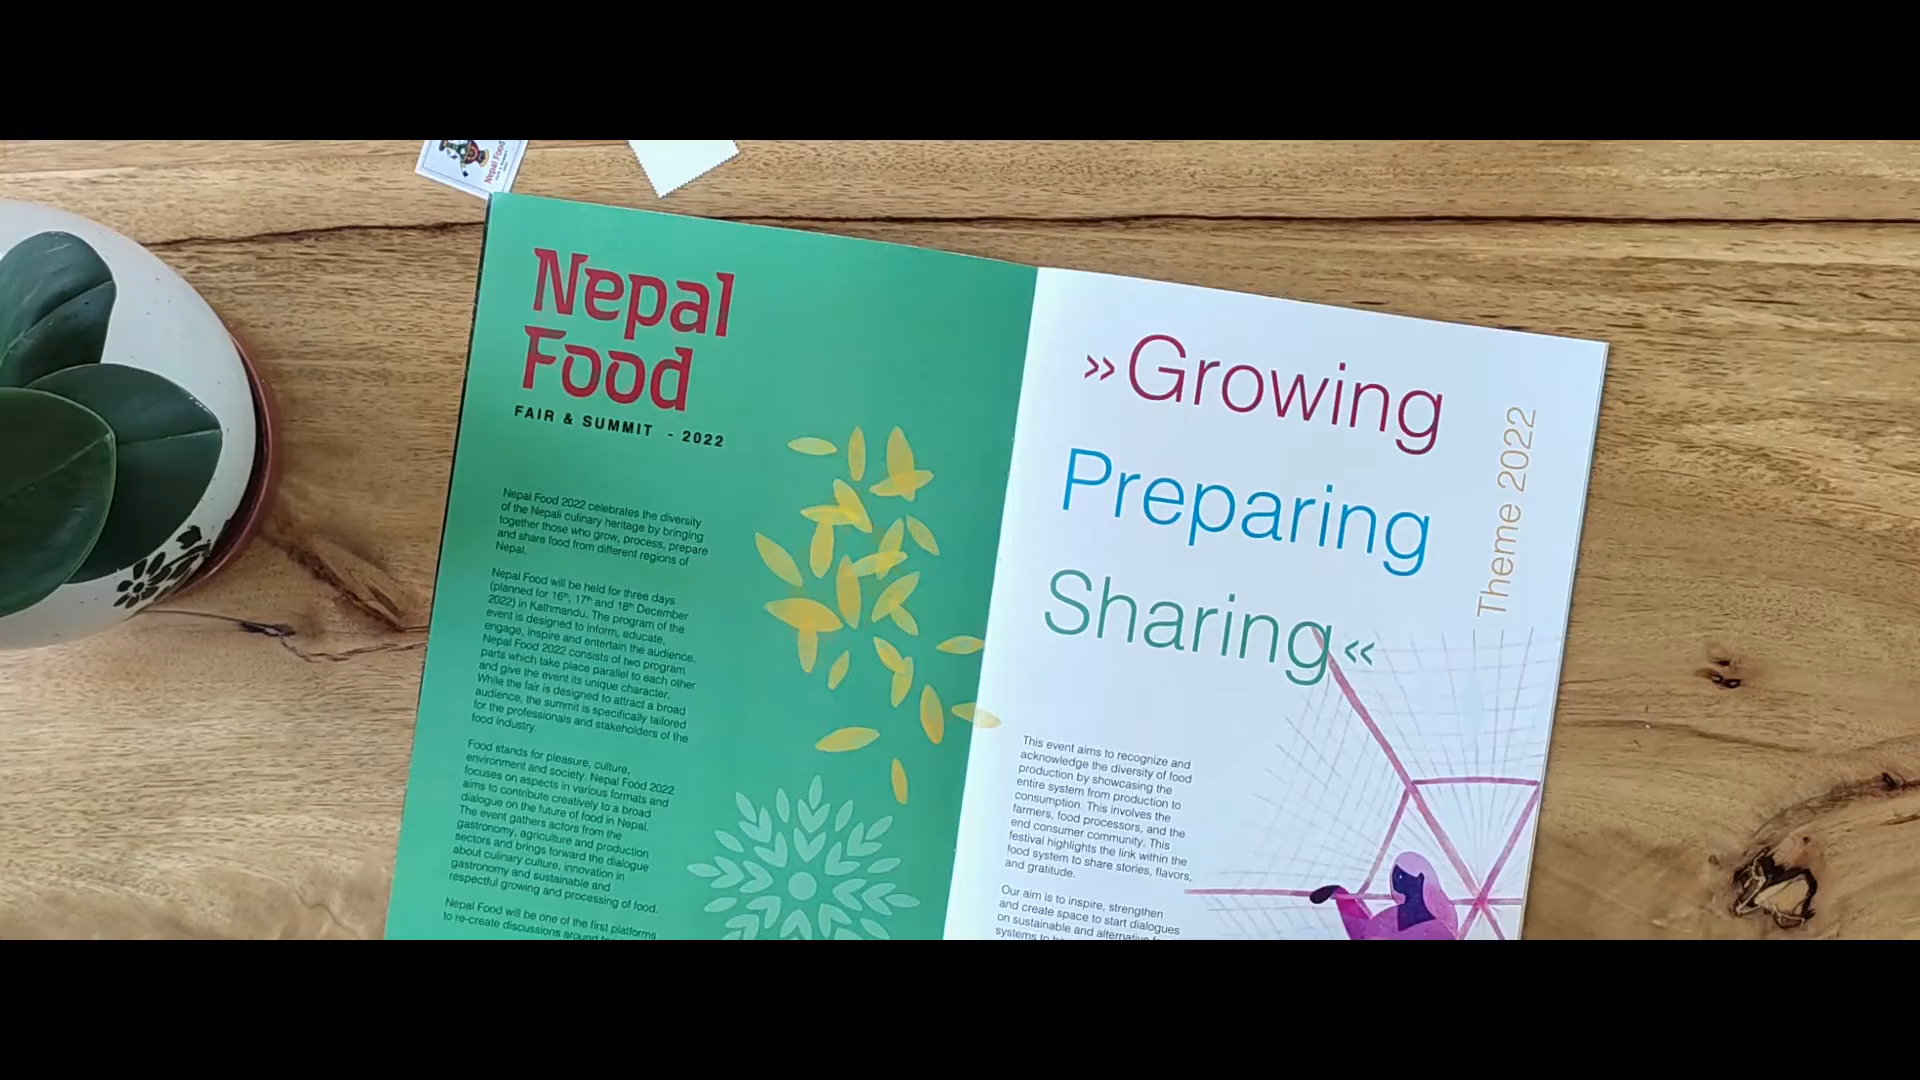 Nepal Food
Nepal
Food
FAIR & SUMMIT - 2022
Nepal Food 2022 celebrates the diversity
of the Nepali culinary heritage by bringing
together those who grow, process, prepare
and share food from different regions of
Nepal.
Nepal Food will be held for three days
(planned for 16th, 17th and 18th December
2022) in Kathmandu. The program of the
event is designed to inform, educate,
engage, inspire and entertain the audience.
Nepal Food 2022 consists of two program
parts which take place parallel to each other
and give the event its unique character.
While the fair is designed to attract a broad
audience, the summit is specifically tailored
for the professionals and stakeholders of the
food industry.
Food stands for pleasure, culture,
environment and society. Nepal Food 2022
focuses on aspects in various formats and
aims to contribute creatively to a broad
dialogue on the future of food in Nepal.
The event gathers actors from the
gastronomy, agriculture and production
sectors and brings forward the dialogue
about culinary culture, innovation in
gastronomy and sustainable and
respectful growing and processing of food.
Nepal Food will be one of the first platforms
to re-create discussions around
»Growing
Preparing
Sharing«
Theme 2022
This event aims to recognize and
acknowledge the diversity of food
production by showcasing the
entire system from production to
consumption. This involves the
farmers, food processors, and the
end consumer community. This
festival highlights the link within the
food system to share stories, flavors,
and gratitude.
Our aim is to inspire, strengthen
and create space to start dialogues
on sustainable and alternative
systems to